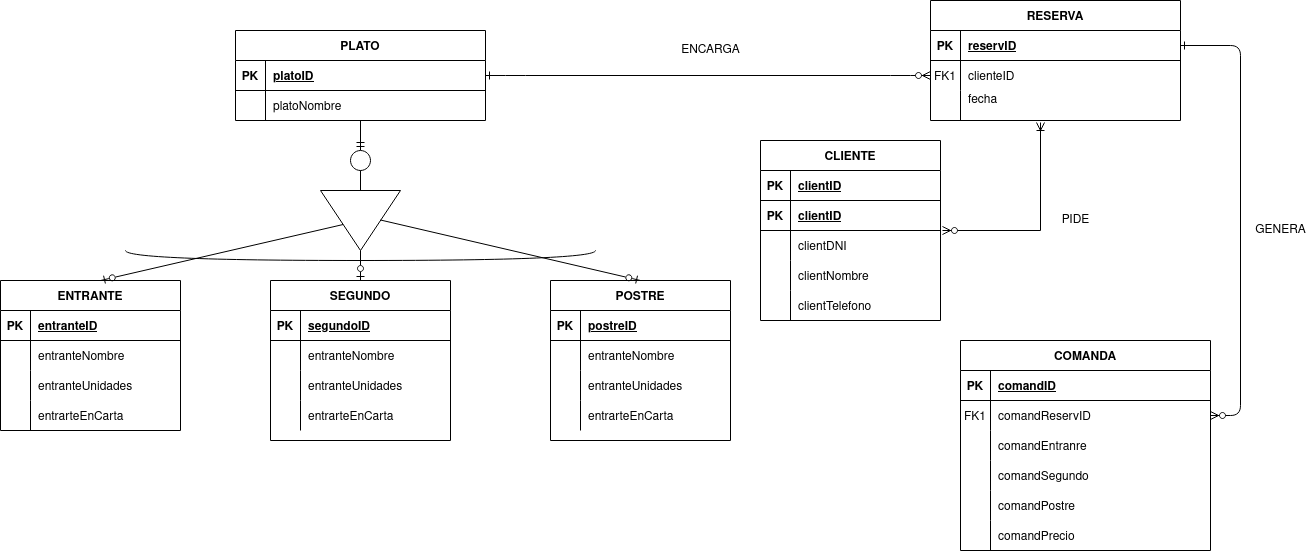 PLATO
PK platoID
platoNombre
ENCARGA
RESERVA
PK reservID
FK1 clienteID
fecha
CLIENTE
PK clientID
PK clientID
clientDNI
clientNombre
clientTelefono
PIDE
GENERA
ENTRANTE
PK entranteID
entranteNombre
entranteUnidades
entrarteEnCarta
SEGUNDO
PK segundoID
entranteNombre
entranteUnidades
entrarteEnCarta
POSTRE
PK postreID
entranteNombre
entranteUnidades
entrarteEnCarta
COMANDA
PK comandID
FK1 comandReservID
comandEntranre
comandSegundo
comandPostre
comandPrecio